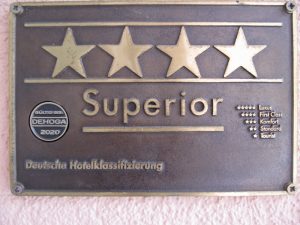 Superior
DEHOGA
2020
Luxus
First Class
Komfort
Standard
Tourist
Deutsche Hotelklassifizierung